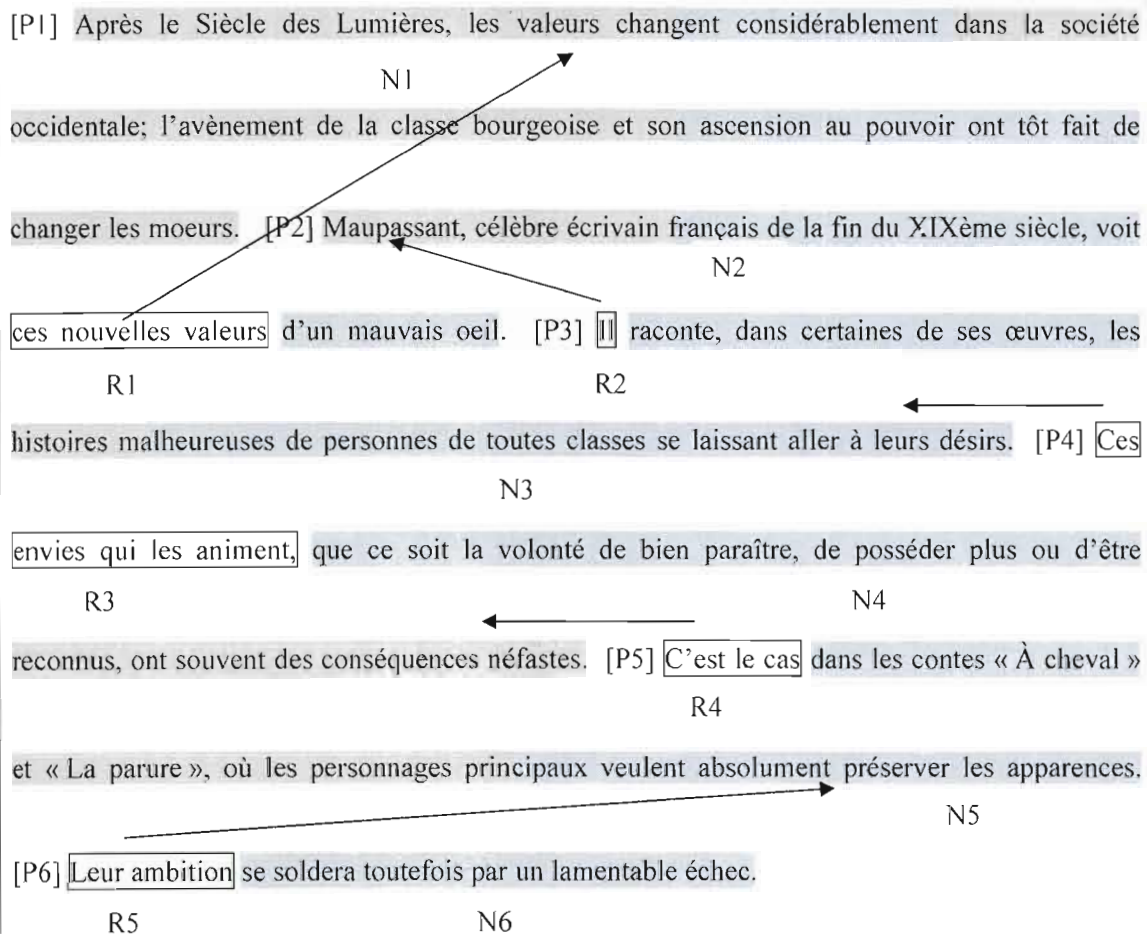 [P1] Après le Siècle des Lumières, les valeurs changent considérablement dans la société
N1
occidentale; l'avènement de la classe bourgeoise et son ascension au pouvoir ont tôt fait de
changer les moeurs. [P2] Maupassant, célèbre écrivain français de la fin du XIXème siècle, voit
N2
ces nouvelles valeurs d'un mauvais oeil. [P3] Il raconte, dans certaines de ses œuvres, les
R1 R2
histoires malheureuses de personnes de toutes classes se laissant aller à leurs désirs. [P4] Ces
N3
envies qui les animent, que ce soit la volonté de bien paraître, de posséder plus ou d'être
R3 N4
reconnus, ont souvent des conséquences néfastes. [P5] C'est le cas dans les contes « À cheval »
R4
et « La parure », où les personnages principaux veulent absolument préserver les apparences.
N5
[P6] Leur ambition se soldera toutefois par un lamentable échec.
R5 N6